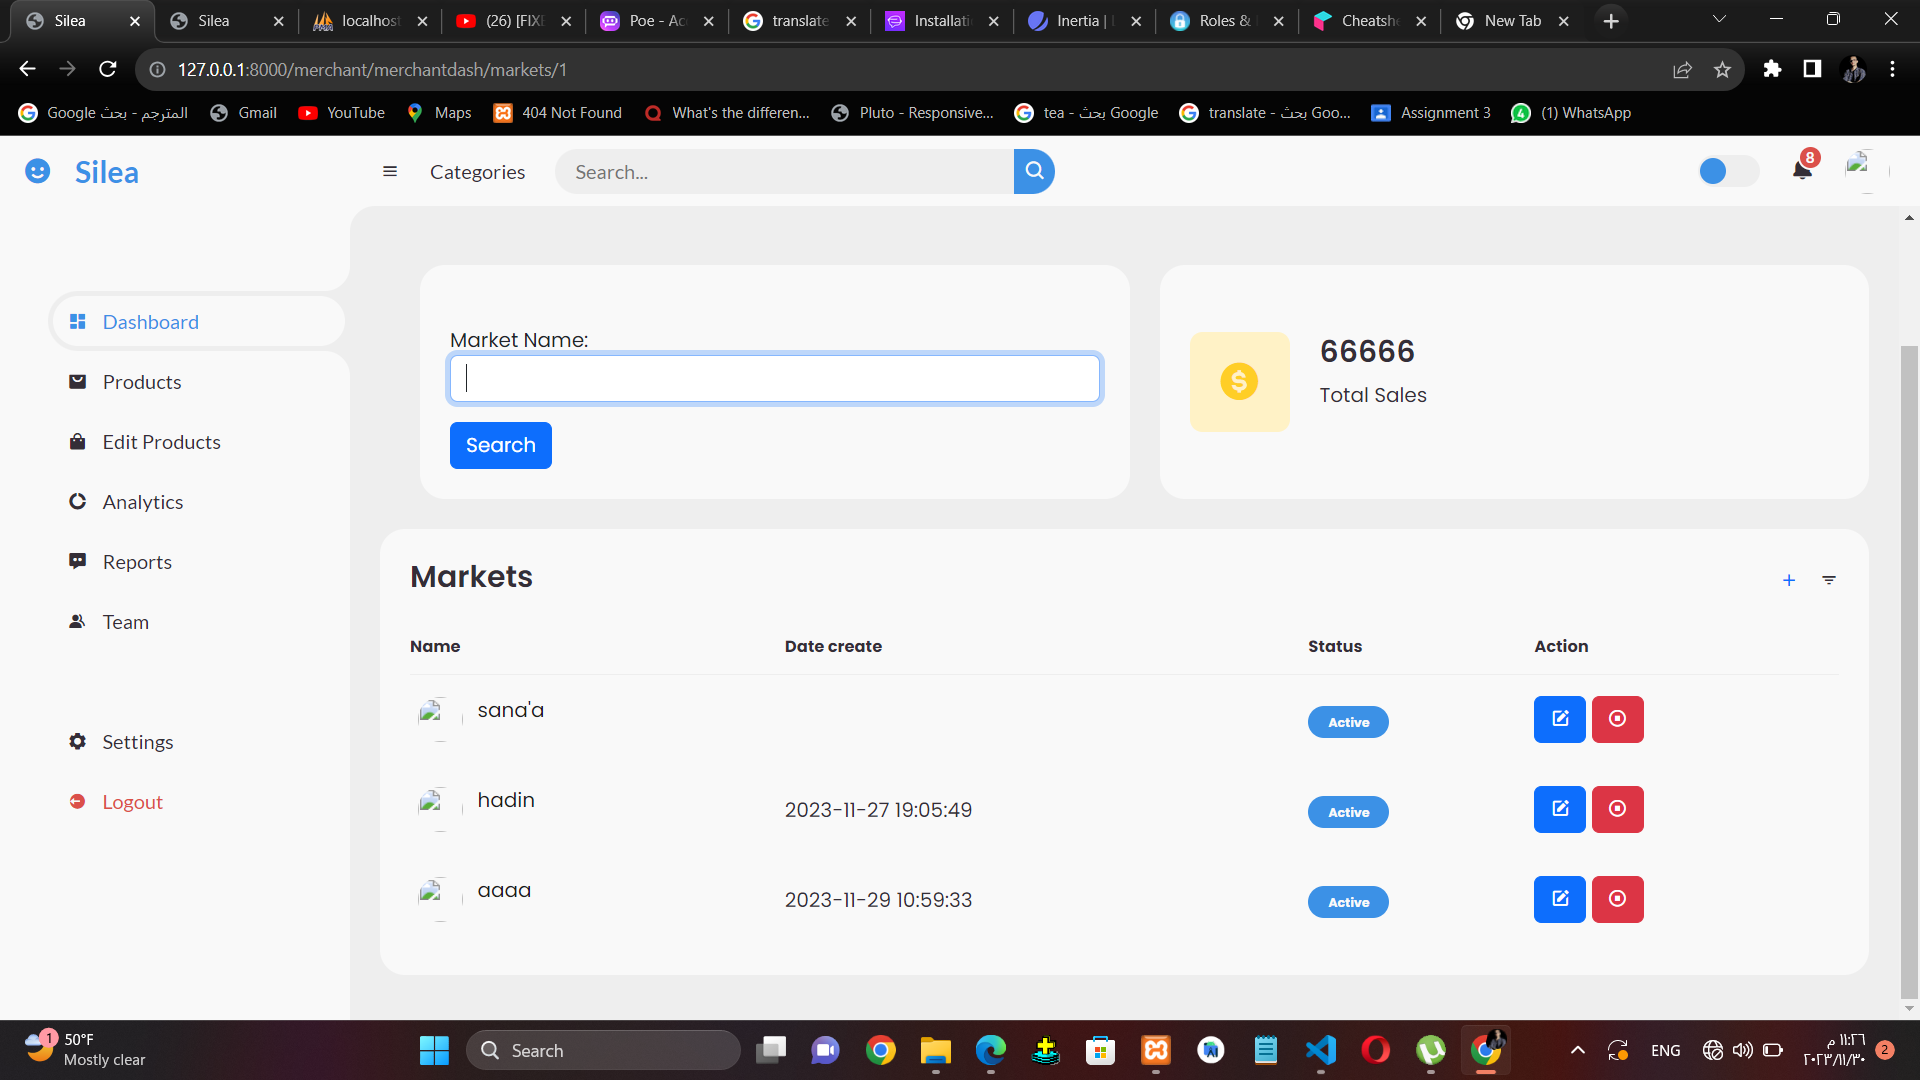 Silea
Silea
localhost
(26) [FIXE
Poe - Ac
translate
Installati
Inertia |
Roles &
Cheatsh
New Tab
127.0.0.1:8000/merchant/merchantdash/markets/1
المترجم - بحث Google
Gmail
YouTube
Maps
404 Not Found
What's the differen...
Pluto - Responsive...
tea - بحث Google
translate - بحث Goo...
Assignment 3
(1) WhatsApp
Silea
Categories
Search...
8
Dashboard
Products
Edit Products
Analytics
Reports
Team
Settings
Logout
Market Name:
Search
66666
Total Sales
Markets
Name Date create Status Action
sana'a Active
hadin 2023-11-27 19:05:49 Active
aaaa 2023-11-29 10:59:33 Active
1
50°F
Mostly clear
Search
ENG
١١:٢٦ م
٢٠٢٣/١١/٣٠
2